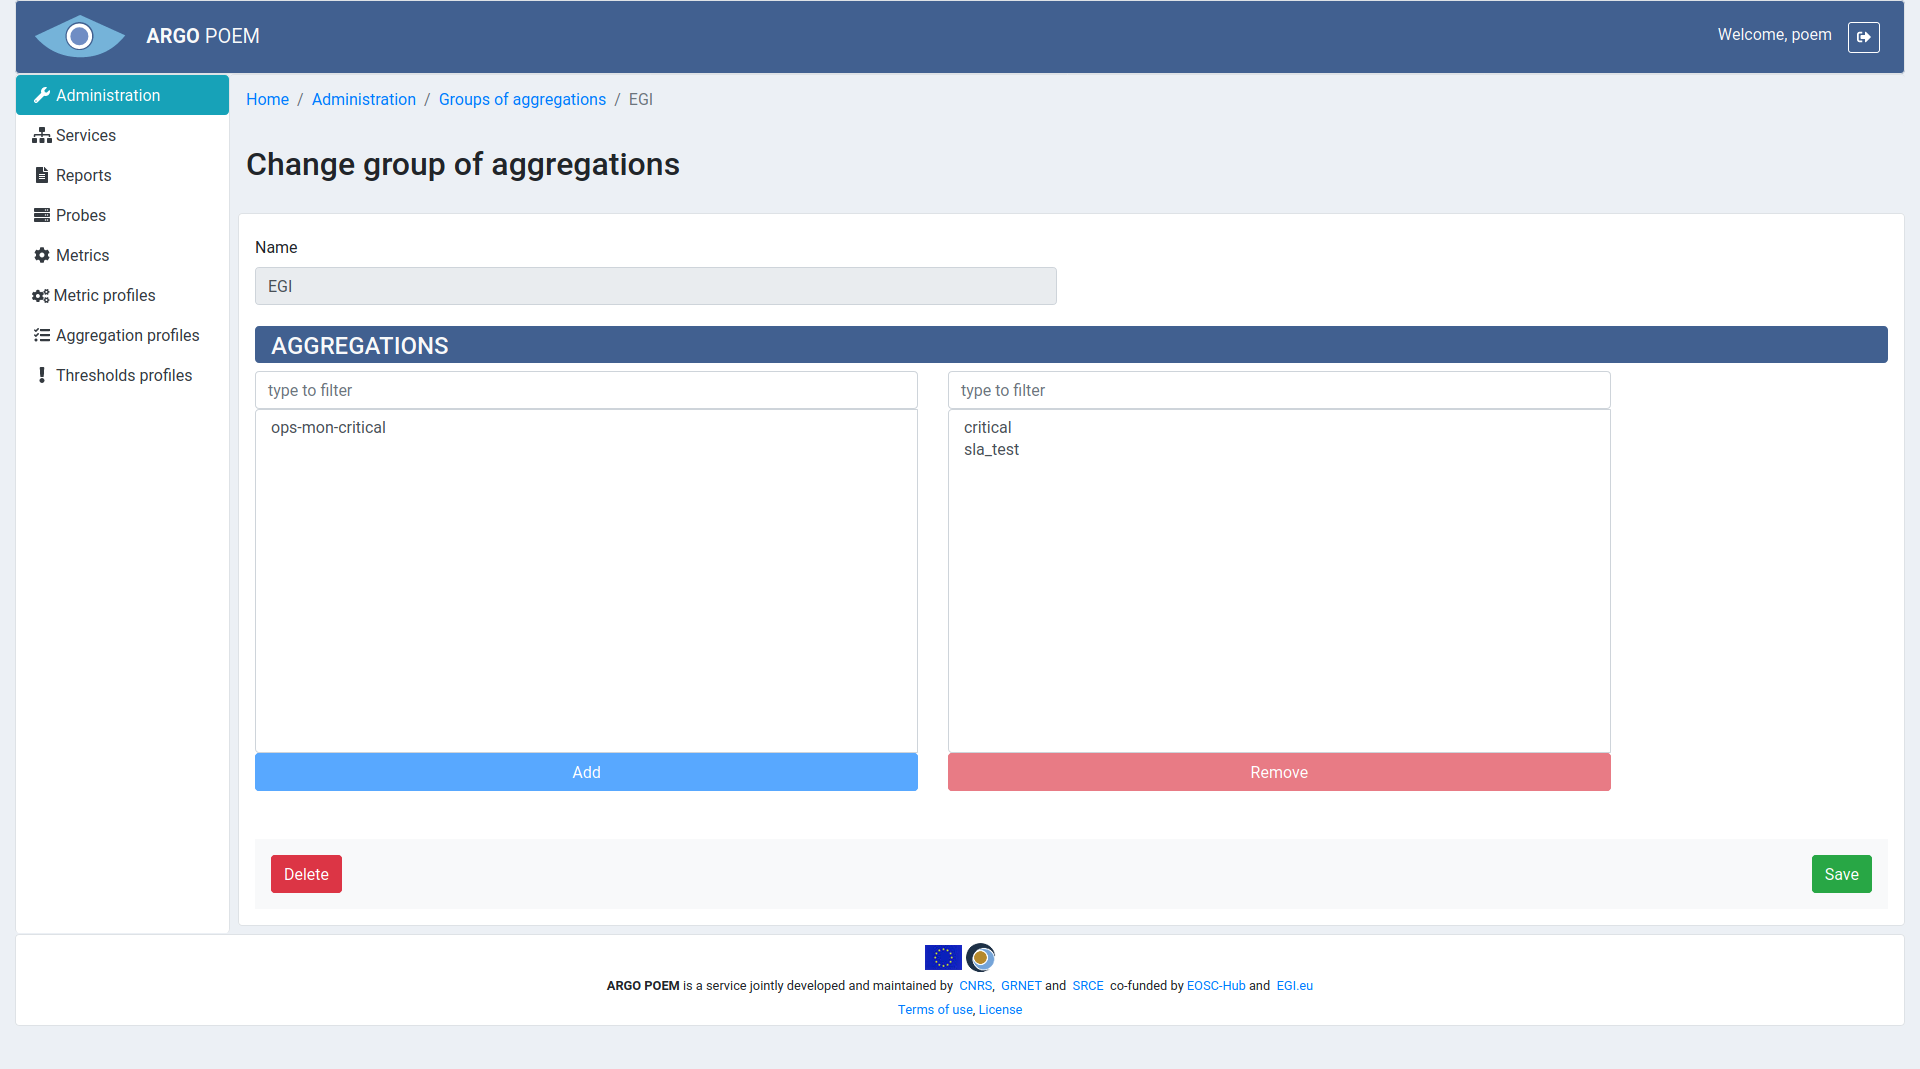 ARGO POEM
Welcome, poem
Administration
Services
Reports
Probes
Metrics
Metric profiles
Aggregation profiles
Thresholds profiles
Home / Administration / Groups of aggregations / EGI
Change group of aggregations
Name
EGI
AGGREGATIONS
type to filter
ops-mon-critical
Add
type to filter
critical
sla_test
Remove
Delete
Save
ARGO POEM is a service jointly developed and maintained by CNRS, GRNET and SRCE co-funded by EOSC-Hub and EGI.eu
Terms of use, License